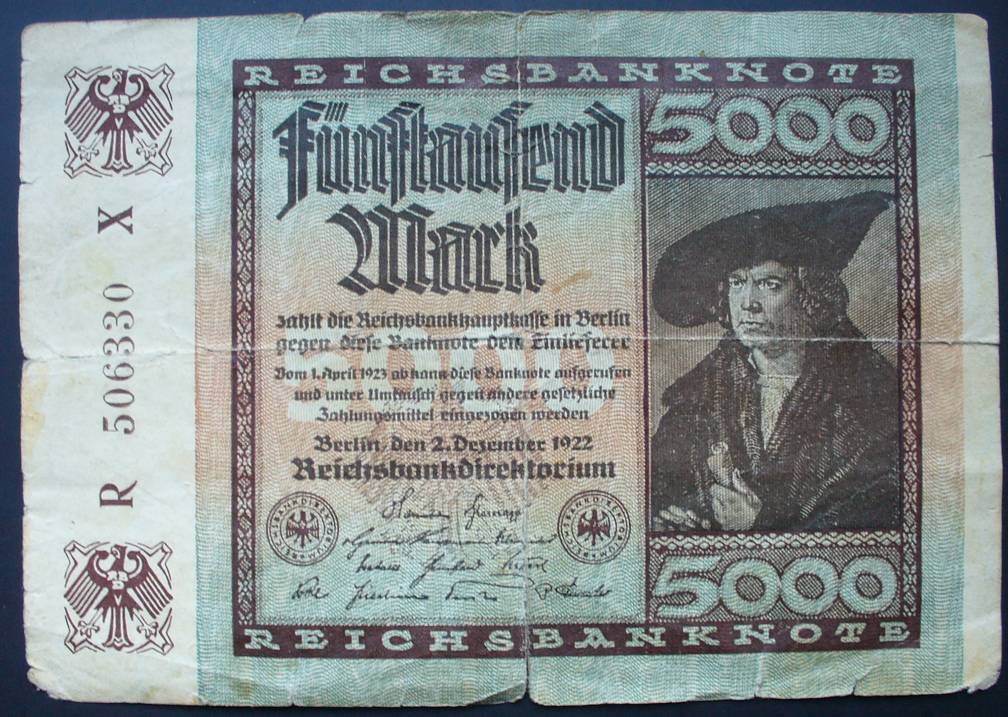 REICHSBANKNOTE
Fünftausend
Mark
zahlt die Reichsbankhauptkasse in Berlin
gegen diese Banknote dem Einlieferer
Vom 1. April 1923 ab kann diese Banknote aufgerufen
und unter Umtausch gegen andere gesetzliche
Zahlungsmittel eingezogen werden
Berlin, den 2. Dezember 1922
Reichsbankdirektorium
5000
5000
5000
REICHSBANKNOTE
R 506330 X